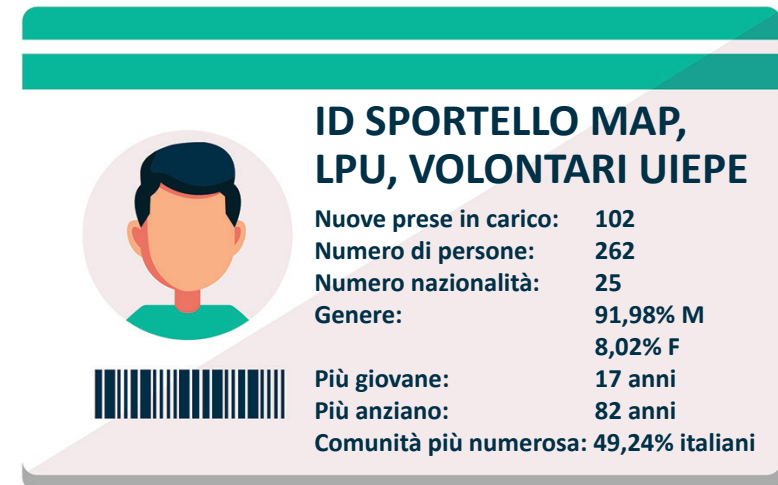 ID SPORTELLO MAP,
LPU, VOLONTARI UIEPE
Nuove prese in carico: 102
Numero di persone: 262
Numero nazionalità: 25
Genere: 91,98% M
8,02% F
Più giovane: 17 anni
Più anziano: 82 anni
Comunità più numerosa: 49,24% italiani